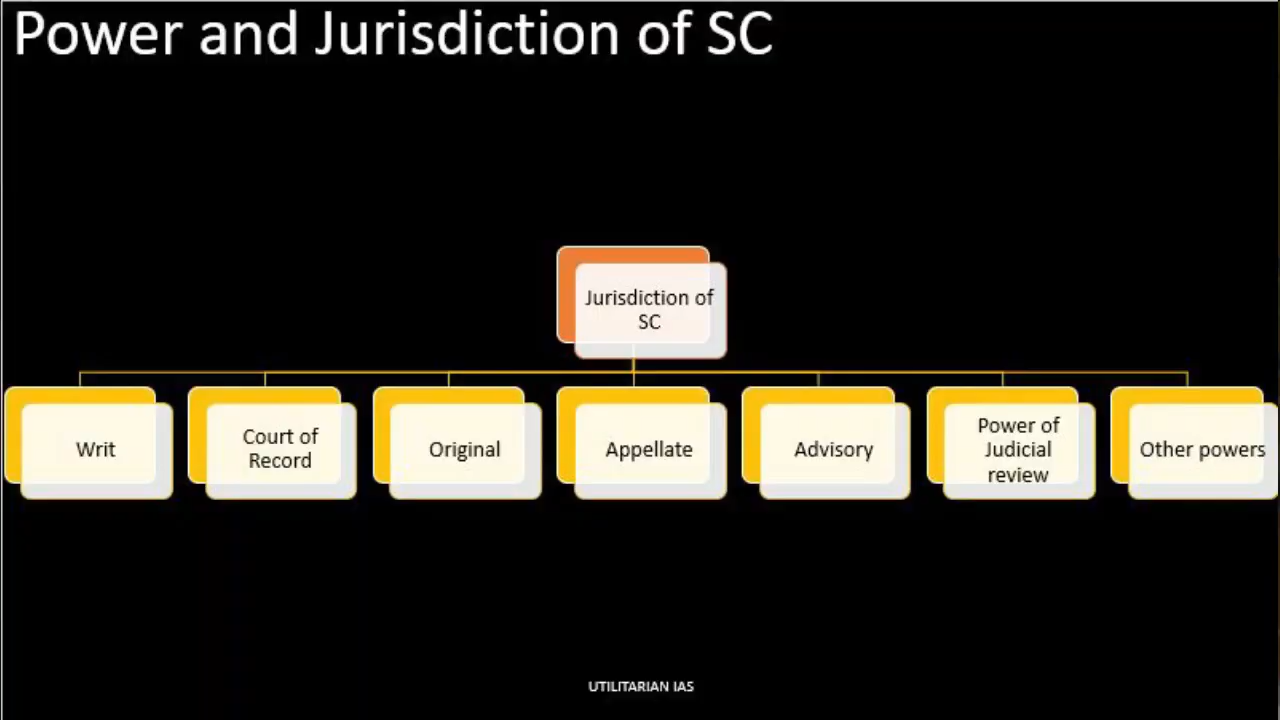 Power and Jurisdiction of SC
Jurisdiction of
SC
Writ
Court of
Record
Original
Appellate
Advisory
Power of
Judicial
review
Other powers
UTILITARIAN IAS